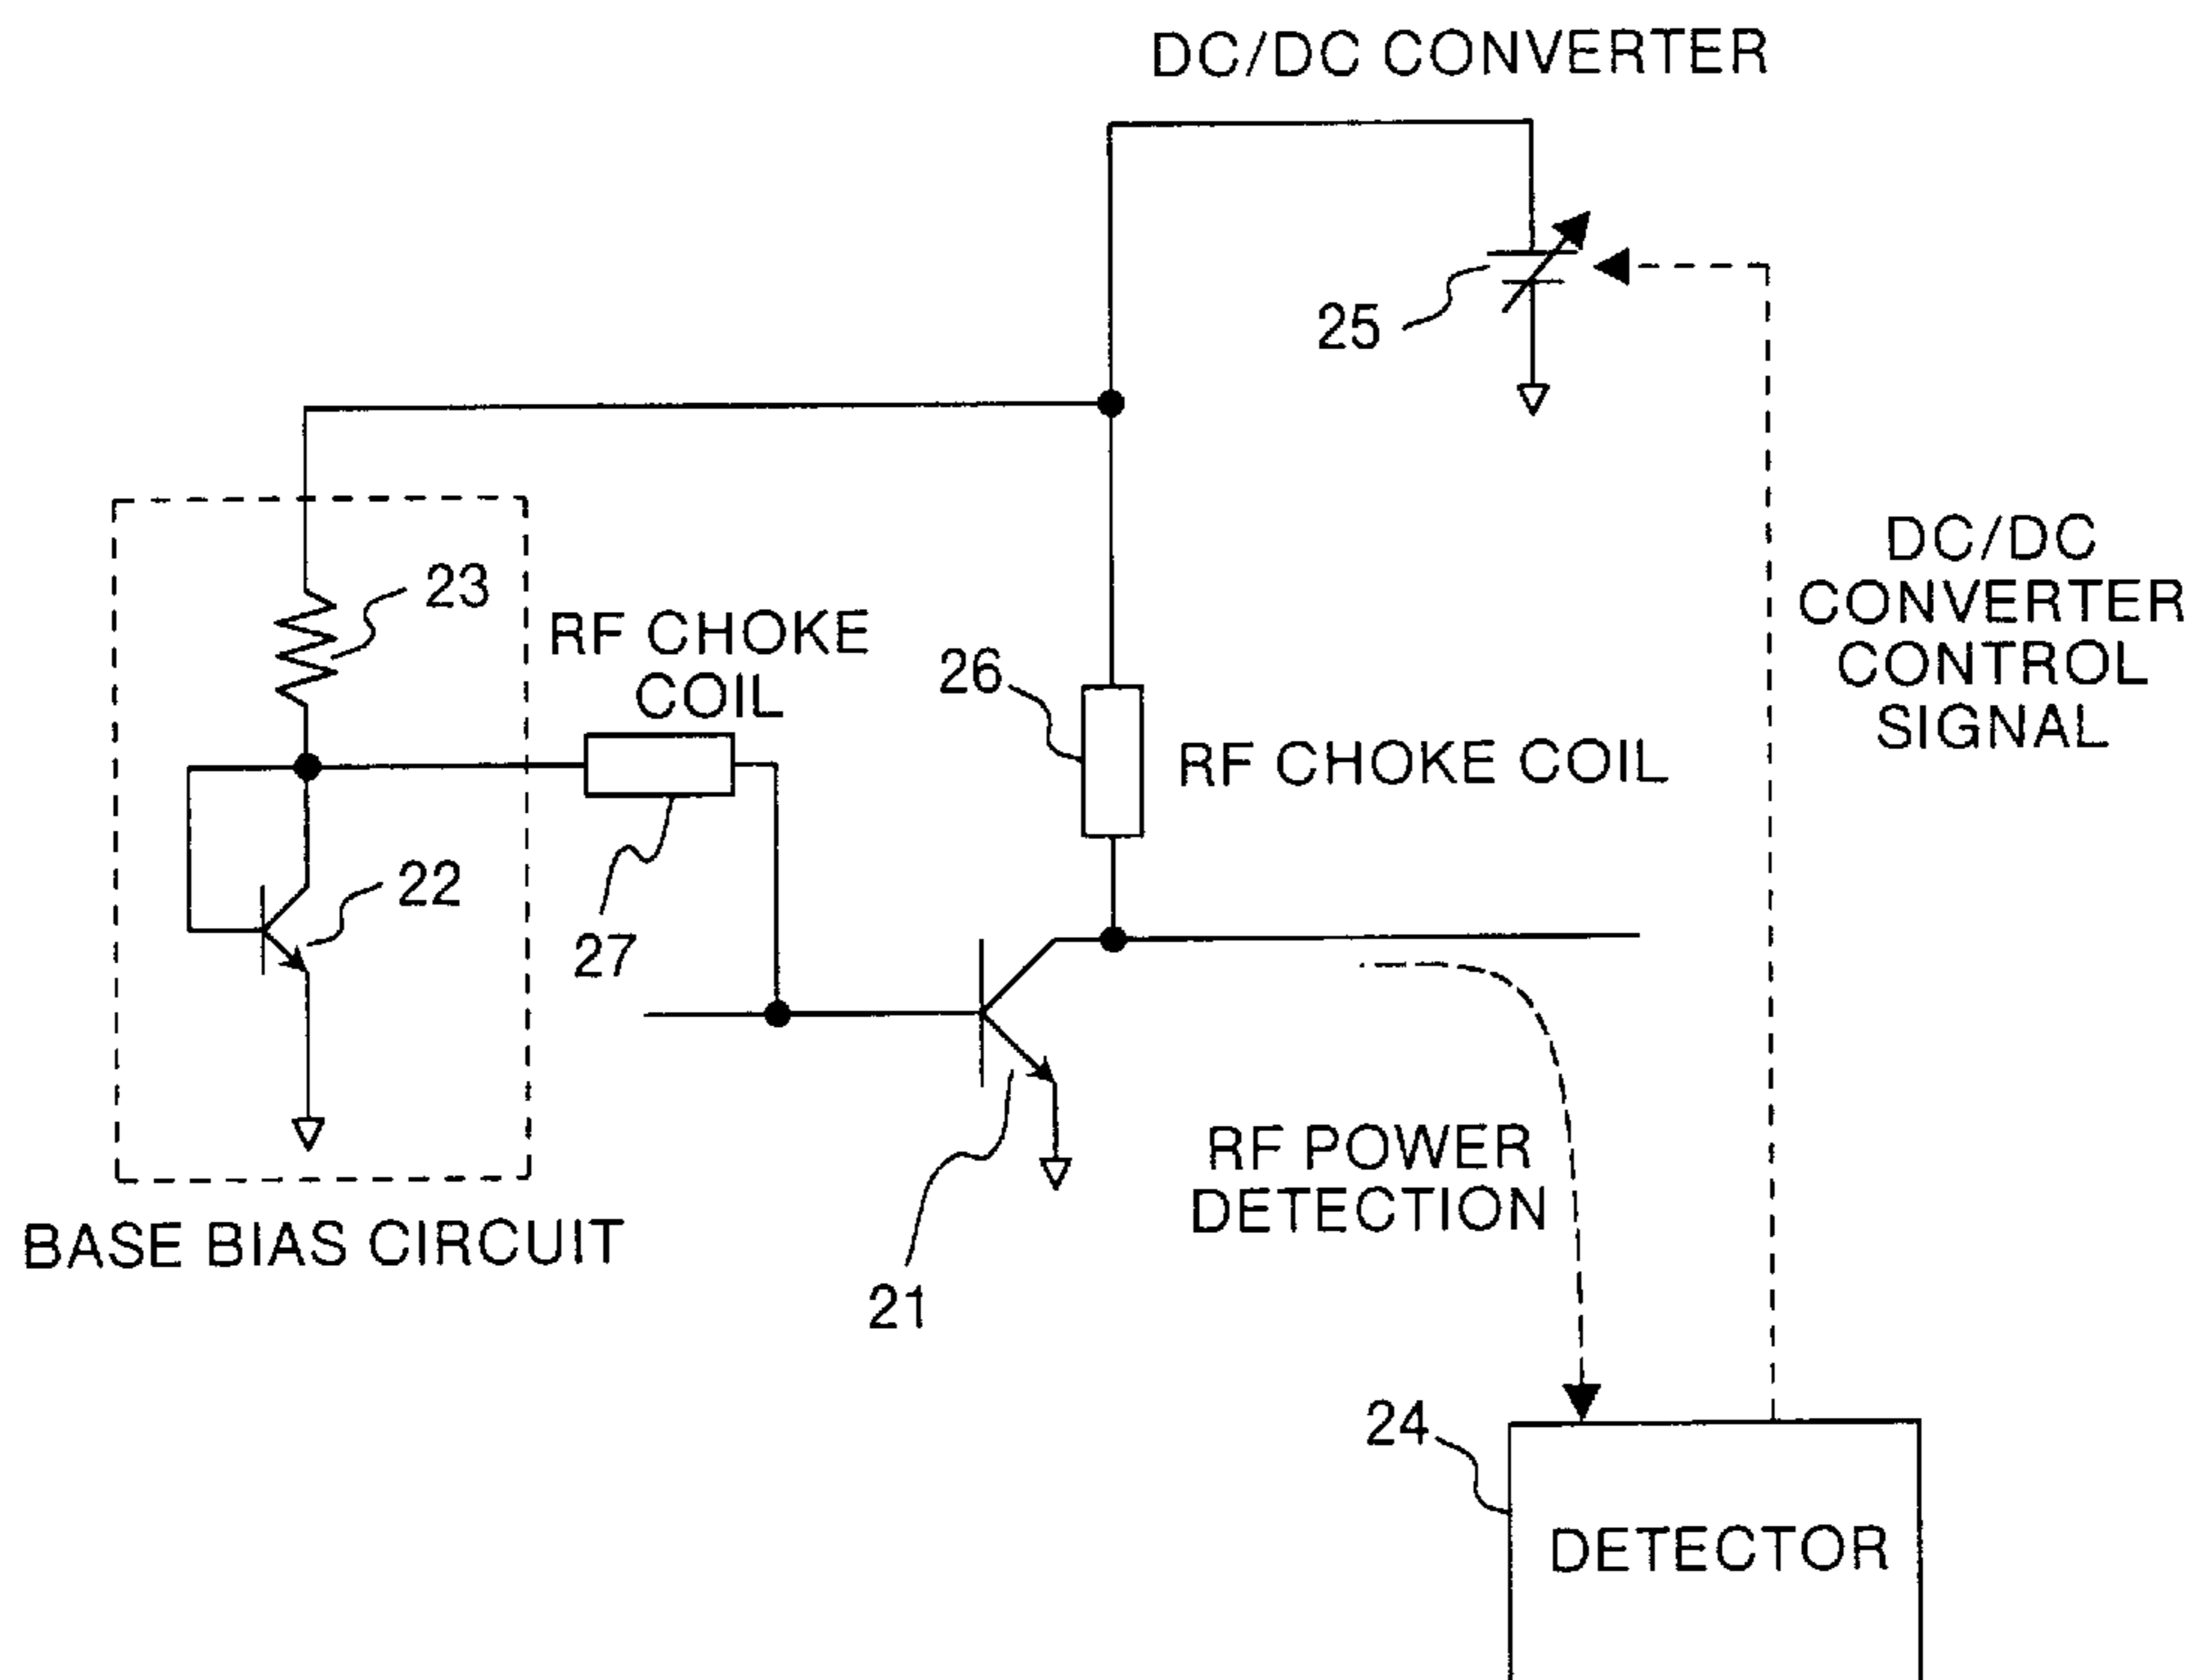 DC/DC CONVERTER
25
DC/DC
CONVERTER
CONTROL
SIGNAL
23
RF CHOKE
COIL
26
RF CHOKE COIL
22
27
RF POWER
DETECTION
BASE BIAS CIRCUIT
21
24
DETECTOR